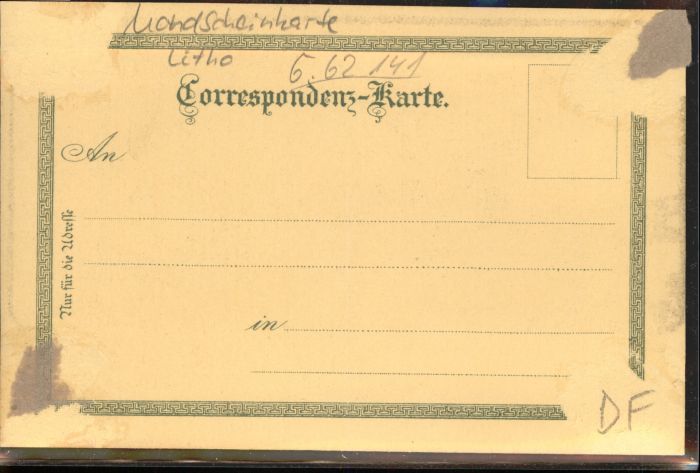 Mondscheinkarte
Litho
6.62 141
Correspondenz-Karte.
An
Nur für die Adresse
in
DF